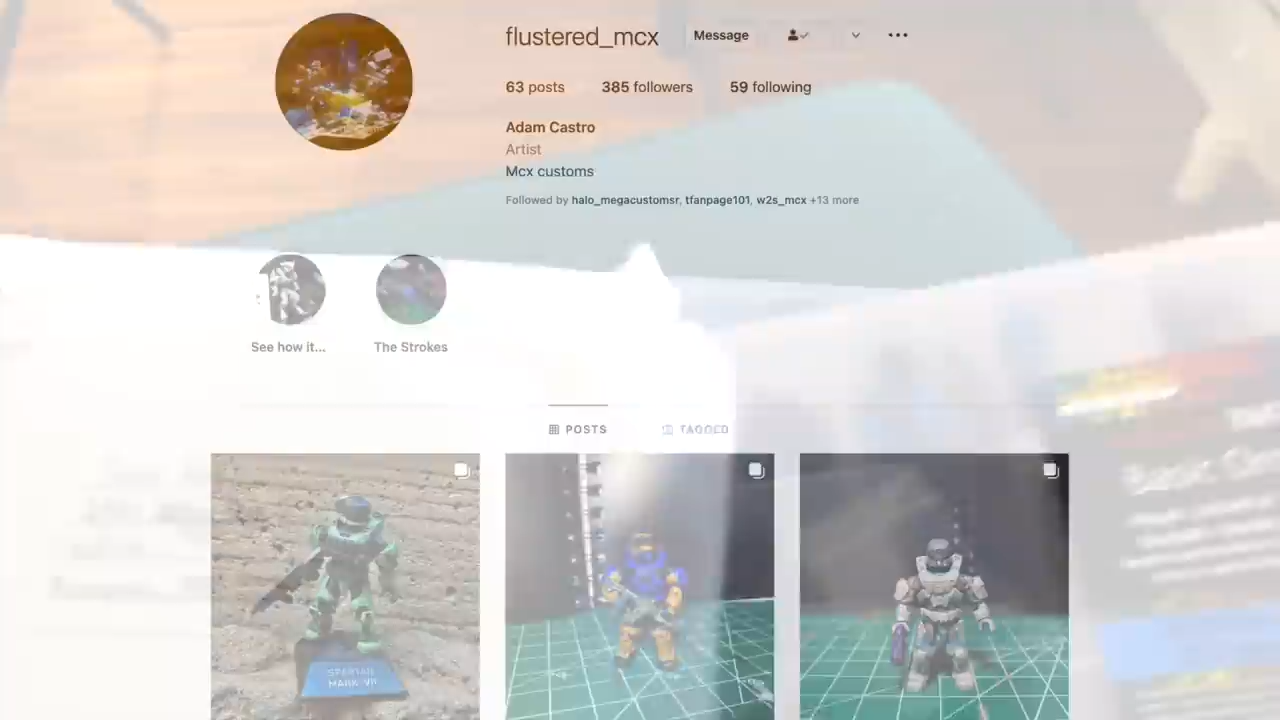 flustered_mcx Message
63 posts 385 followers 59 following
Adam Castro
Artist
Mcx customs
Followed by halo_megacustomsr, tfanpage101, w2s_mcx +13 more
See how it... The Strokes
POSTS TAGGED
SPARTAN
MARK VII